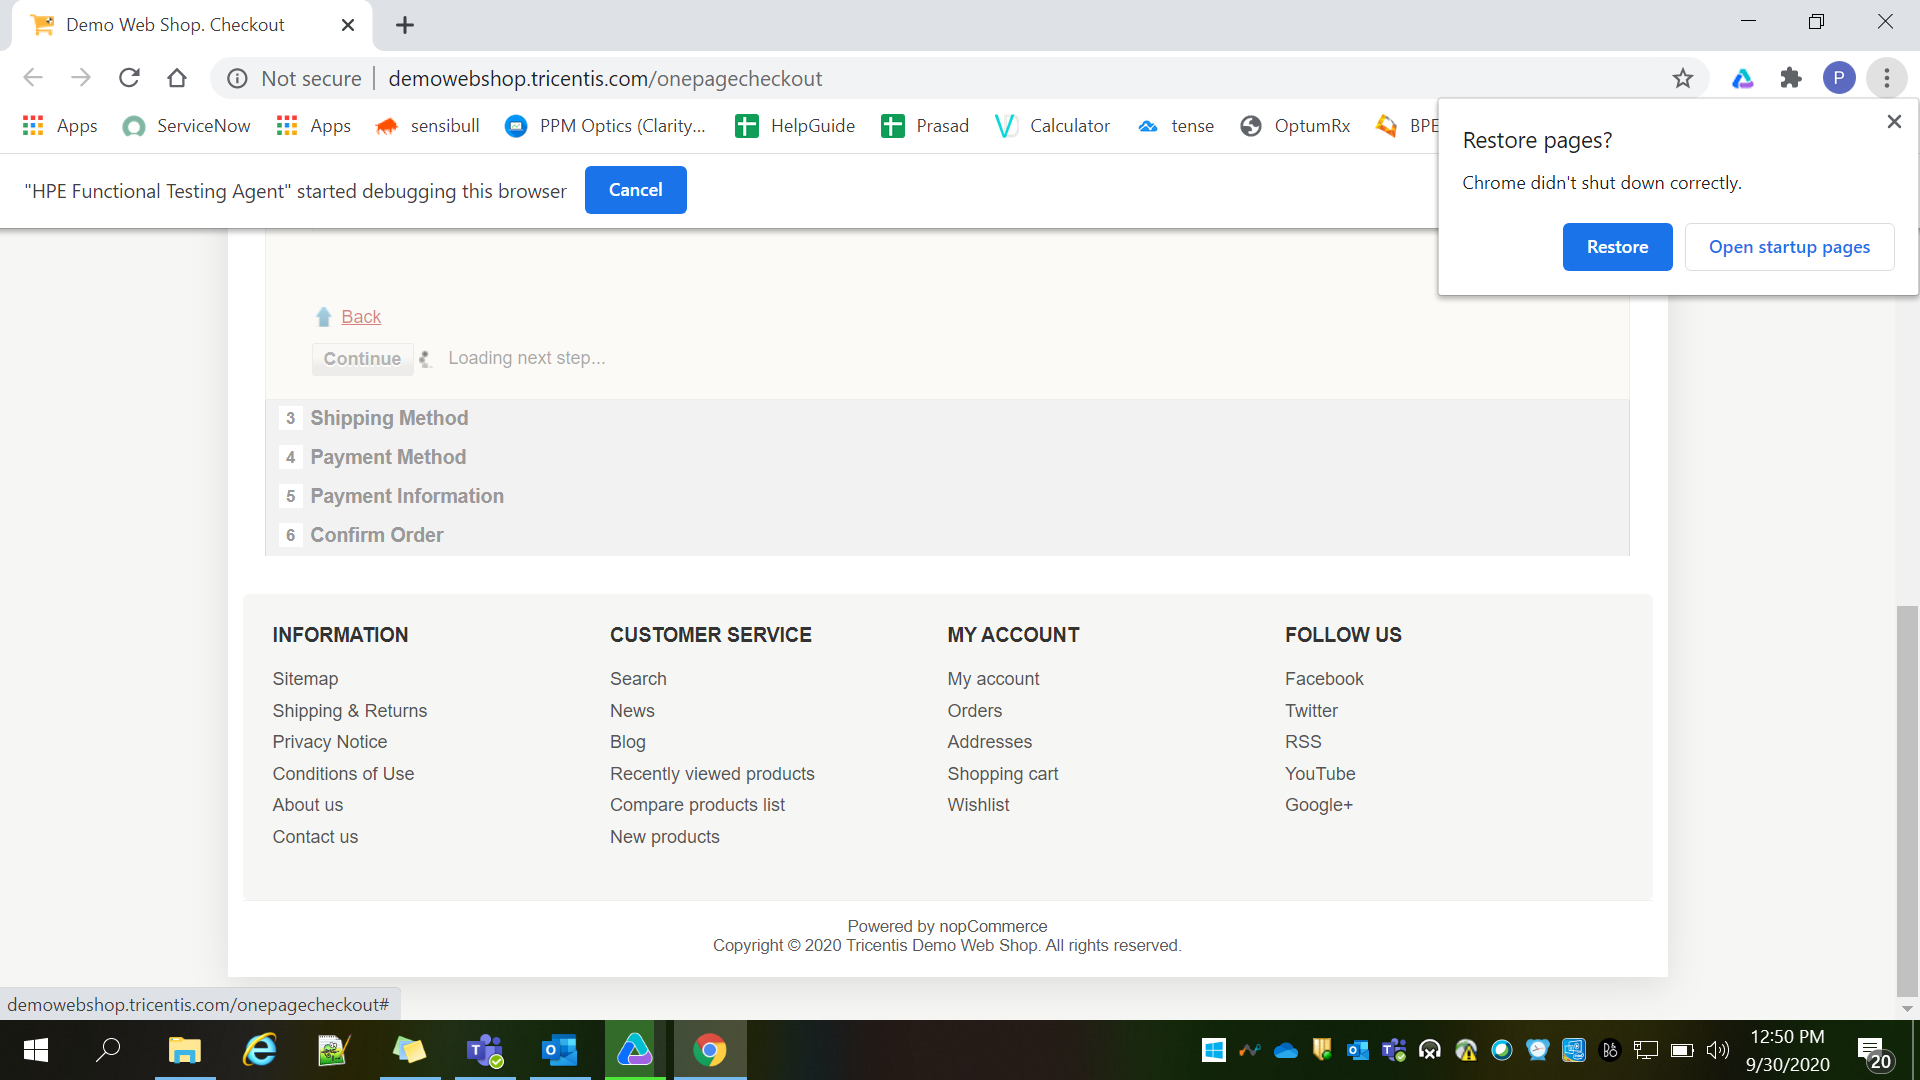 Demo Web Shop. Checkout
Not secure
demowebshop.tricentis.com/onepagecheckout
P
Apps
ServiceNow
Apps
sensibull
PPM Optics (Clarity...
HelpGuide
Prasad
Calculator
tense
OptumRx
BPE
"HPE Functional Testing Agent" started debugging this browser
Cancel
Restore pages?
Chrome didn't shut down correctly.
Restore
Open startup pages
Back
Continue
Loading next step...
3 Shipping Method
4 Payment Method
5 Payment Information
6 Confirm Order
INFORMATION
Sitemap
Shipping & Returns
Privacy Notice
Conditions of Use
About us
Contact us
CUSTOMER SERVICE
Search
News
Blog
Recently viewed products
Compare products list
New products
MY ACCOUNT
My account
Orders
Addresses
Shopping cart
Wishlist
FOLLOW US
Facebook
Twitter
RSS
YouTube
Google+
Powered by nopCommerce
Copyright © 2020 Tricentis Demo Web Shop. All rights reserved.
demowebshop.tricentis.com/onepagecheckout#
12:50 PM
9/30/2020
20